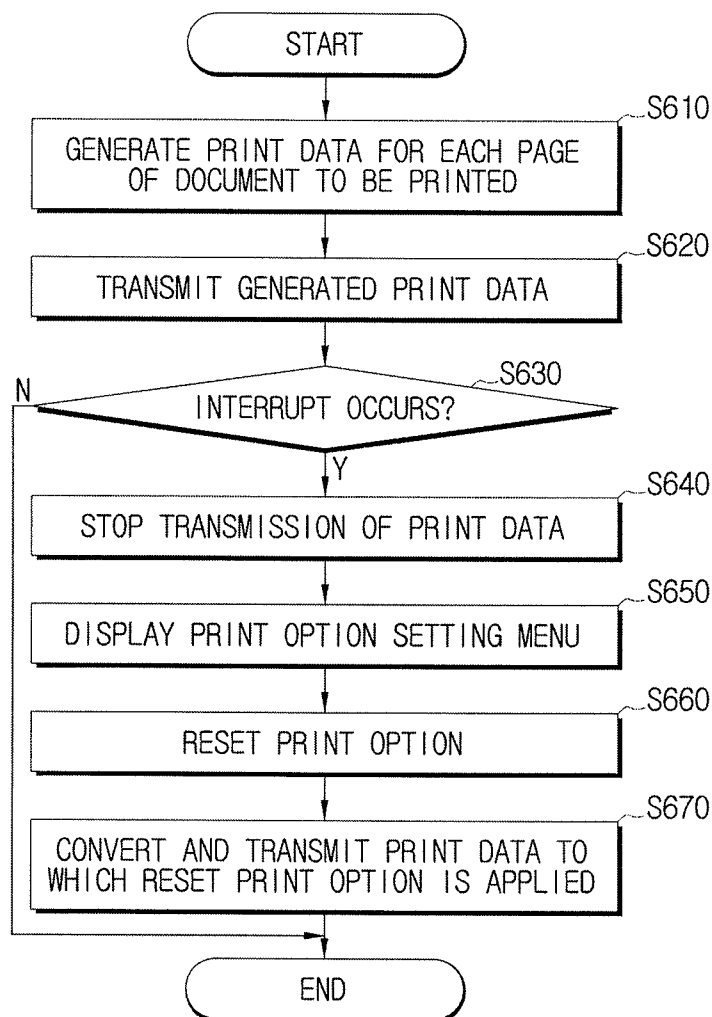 START
S610
GENERATE PRINT DATA FOR EACH PAGE
OF DOCUMENT TO BE PRINTED
S620
TRANSMIT GENERATED PRINT DATA
S630
N
INTERRUPT OCCURS?
Y
S640
STOP TRANSMISSION OF PRINT DATA
S650
DISPLAY PRINT OPTION SETTING MENU
S660
RESET PRINT OPTION
S670
CONVERT AND TRANSMIT PRINT DATA TO
WHICH RESET PRINT OPTION IS APPLIED
END